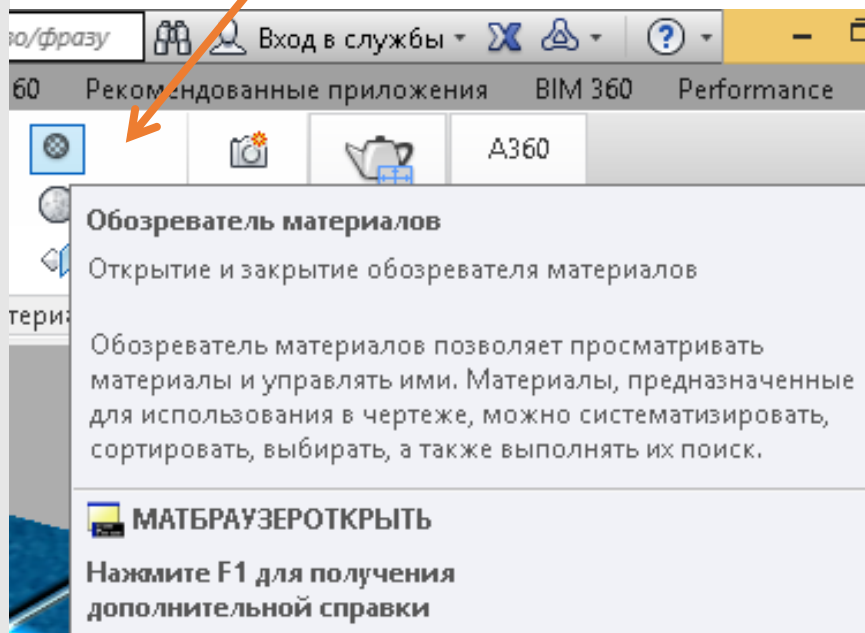 во/фразу Вход в службы
60 Рекомендованные приложения BIM 360 Performance
A360
Обозреватель материалов
Открытие и закрытие обозревателя материалов
Обозреватель материалов позволяет просматривать
материалы и управлять ими. Материалы, предназначенные
для использования в чертеже, можно систематизировать,
сортировать, выбирать, а также выполнять их поиск.
МАТБРАУЗЕРОТКРЫТЬ
Нажмите F1 для получения
дополнительной справки